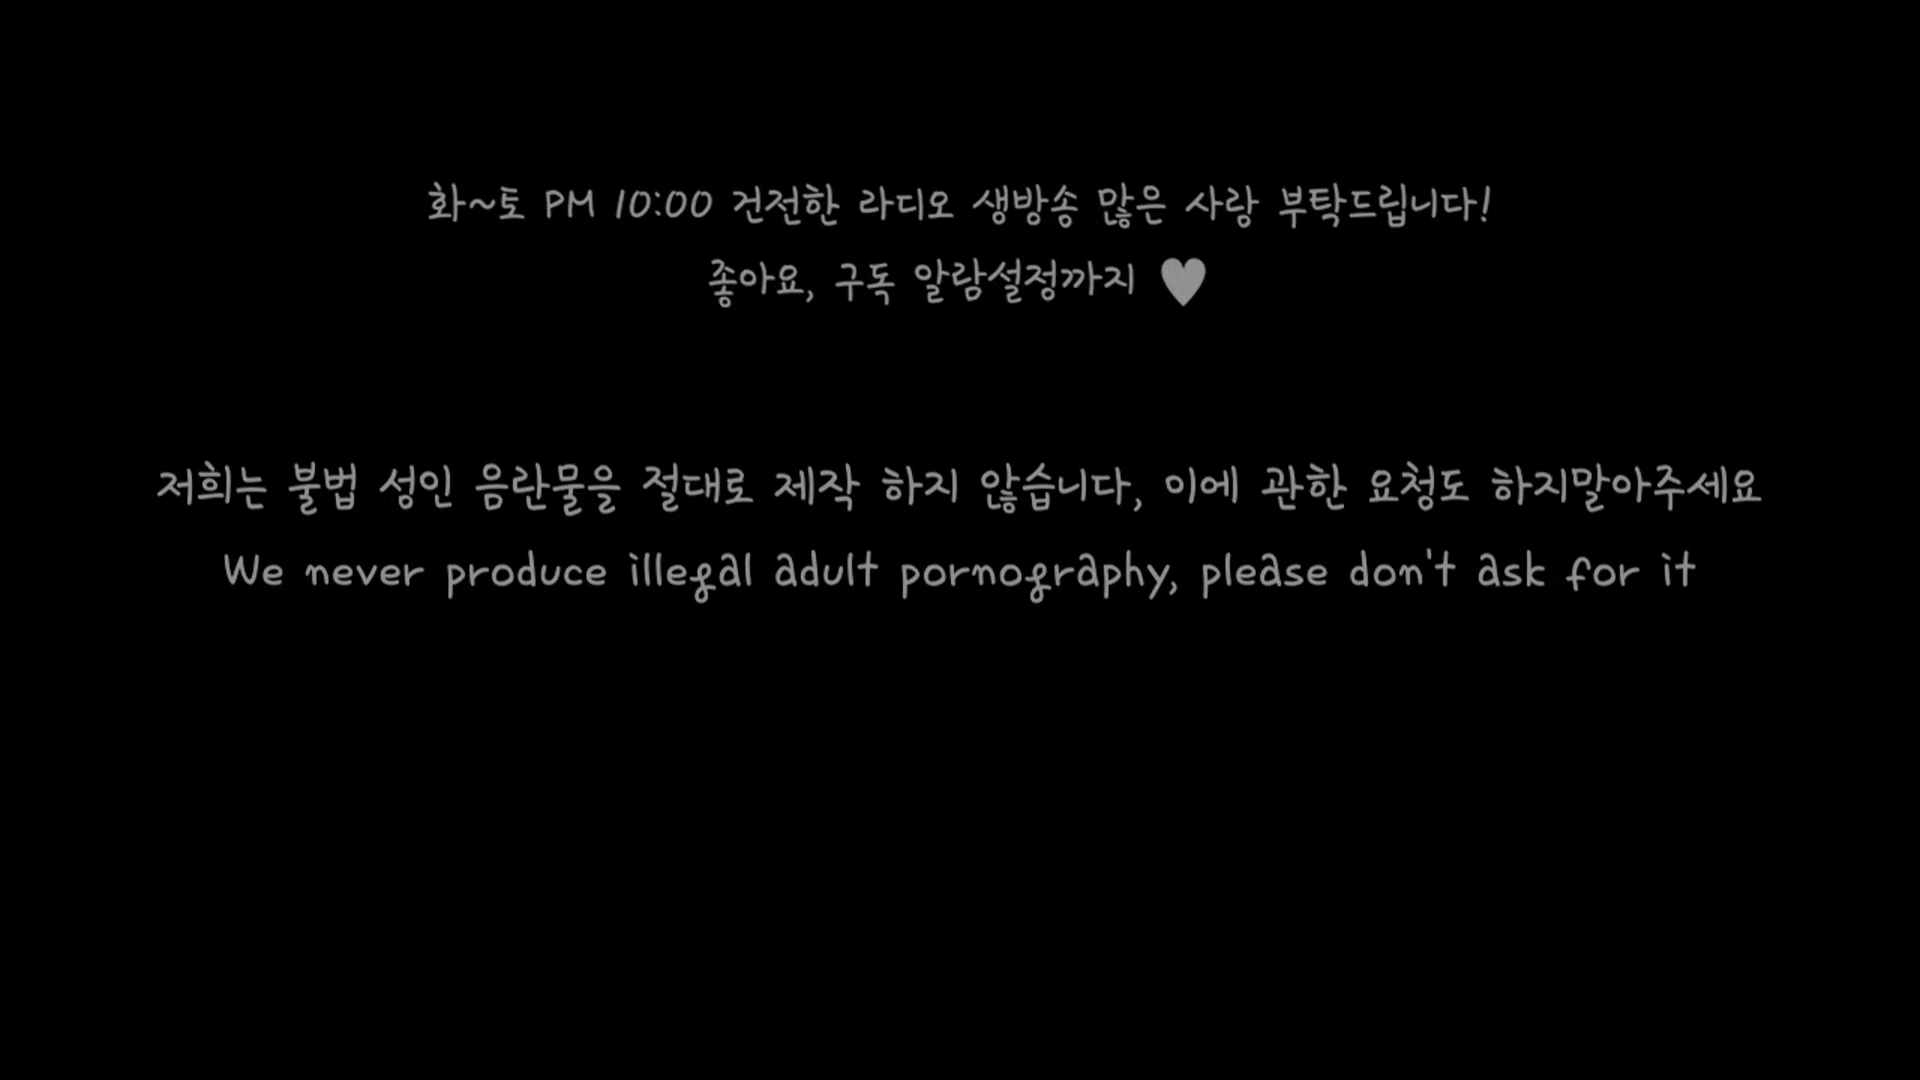 화~토 PM 10:00 건전한 라디오 생방송 많은 사랑 부탁드립니다!
좋아요, 구독 알람설정까지 ♥
저희는 불법 성인 음란물을 절대로 제작 하지 않습니다, 이에 관한 요청도 하지말아주세요
We never produce illegal adult pornography, please don't ask for it